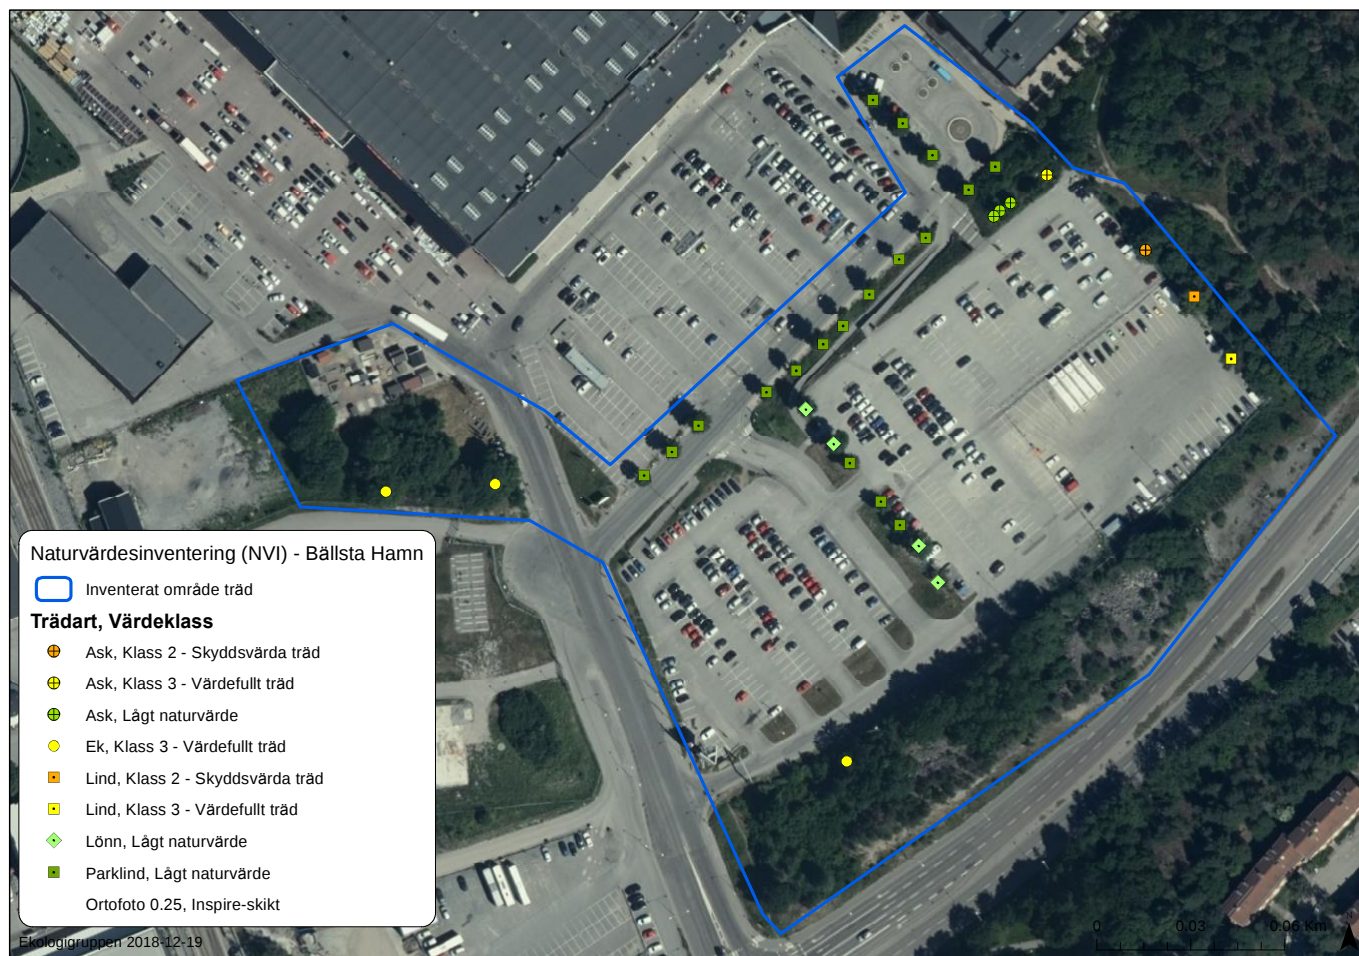 Naturvärdesinventering (NVI) - Bällsta Hamn
Inventerat område träd
Trädart, Värdeklass
Ask, Klass 2 - Skyddsvärda träd
Ask, Klass 3 - Värdefullt träd
Ask, Lågt naturvärde
Ek, Klass 3 - Värdefullt träd
Lind, Klass 2 - Skyddsvärda träd
Lind, Klass 3 - Värdefullt träd
Lönn, Lågt naturvärde
Parklind, Lågt naturvärde
Ortofoto 0.25, Inspire-skikt
Ekologigruppen 2018-12-19
0 0.03 0.06 Km